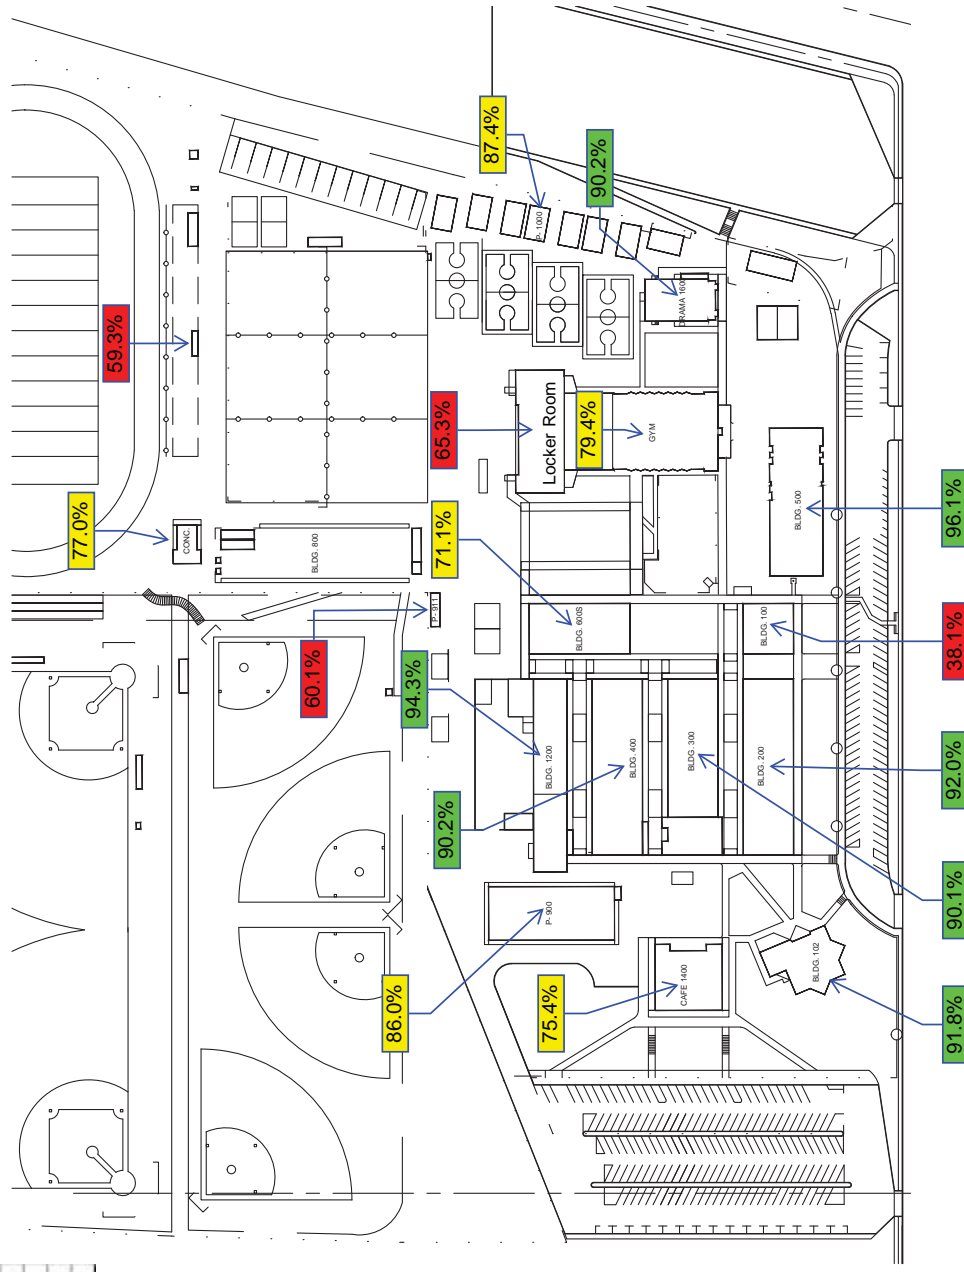 87.4%
90.2%
P- 1000
DRAMA 1600
59.3%
65.3%
Locker Room
79.4%
GYM
77.0%
CONC.
BLDG. 800
71.1%
BLDG. 500
96.1%
P- 911
60.1%
BLDG. 600S
BLDG. 100
38.1%
94.3%
BLDG. 1200
90.2%
BLDG. 400
BLDG. 300
BLDG. 200
92.0%
90.1%
P- 900
86.0%
75.4%
CAFE 1400
BLDG. 102
91.8%